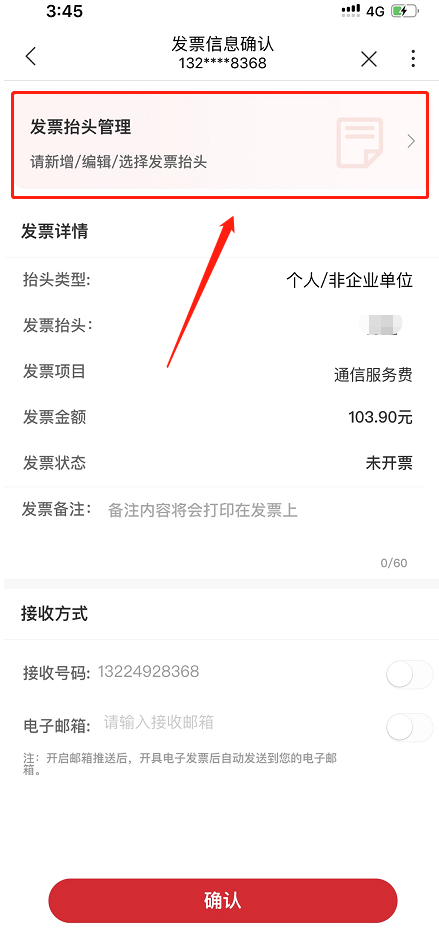 3:45
4G
发票信息确认
132****8368
发票抬头管理
请新增/编辑/选择发票抬头
发票详情
抬头类型: 个人/非企业单位
发票抬头:
发票项目 通信服务费
发票金额 103.90元
发票状态 未开票
发票备注: 备注内容将会打印在发票上
0/60
接收方式
接收号码: 13224928368
电子邮箱: 请输入接收邮箱
注: 开启邮箱推送后，开具电子发票后自动发送到您的电子邮
箱。
确认